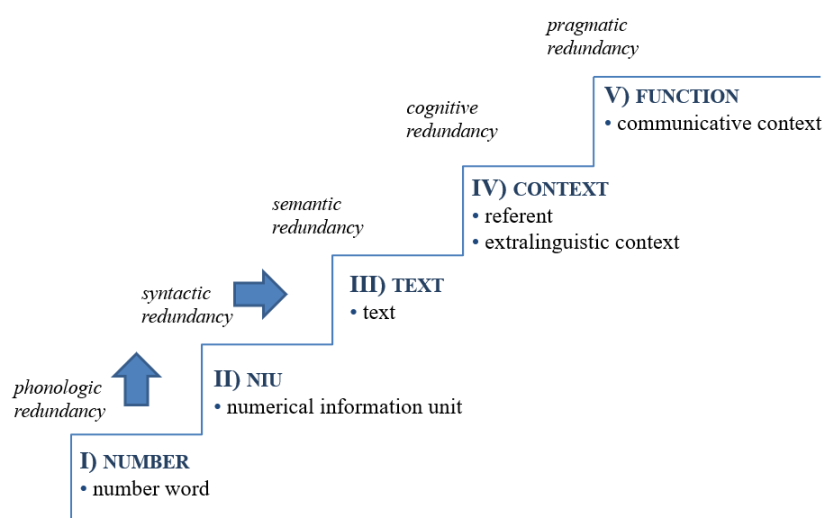 pragmatic
redundancy
V) FUNCTION
• communicative context
cognitive
redundancy
IV) CONTEXT
• referent
• extralinguistic context
semantic
redundancy
III) TEXT
• text
syntactic
redundancy
II) NIU
• numerical information unit
phonologic
redundancy
I) NUMBER
• number word